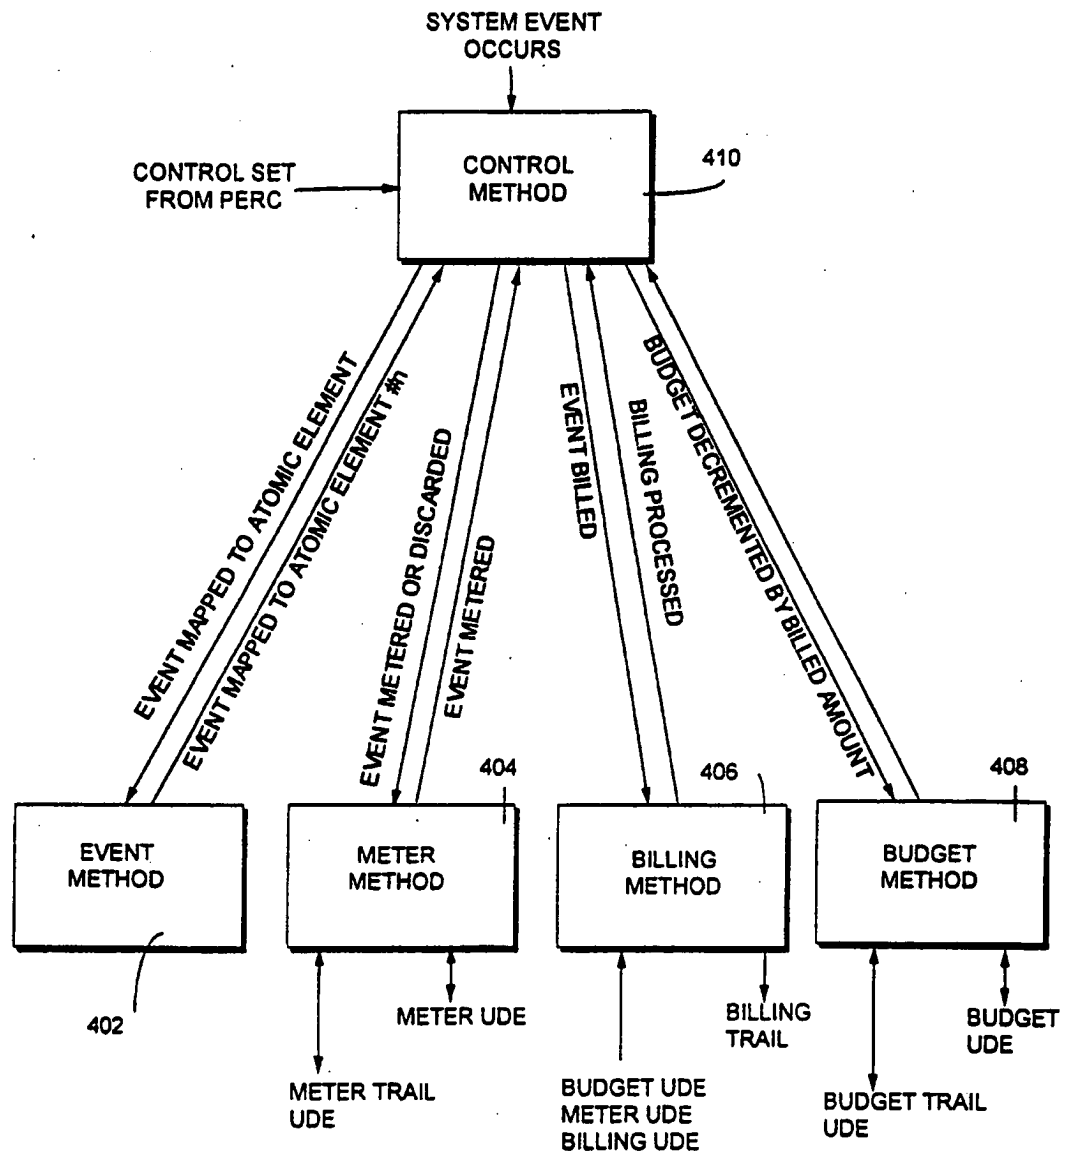 SYSTEM EVENT
OCCURS
CONTROL SET
FROM PERC
CONTROL
METHOD
410
EVENT MAPPED TO ATOMIC ELEMENT
EVENT MAPPED TO ATOMIC ELEMENT #n
EVENT METERED OR DISCARDED
EVENT METERED
EVENT BILLED
BILLING PROCESSED
BUDGET DECREMENTED BY BILLED AMOUNT
EVENT
METHOD
402
METER
METHOD
404
BILLING
METHOD
406
BUDGET
METHOD
408
METER TRAIL
UDE
METER UDE
BUDGET UDE
METER UDE
BILLING UDE
BILLING
TRAIL
BUDGET TRAIL
UDE
BUDGET
UDE